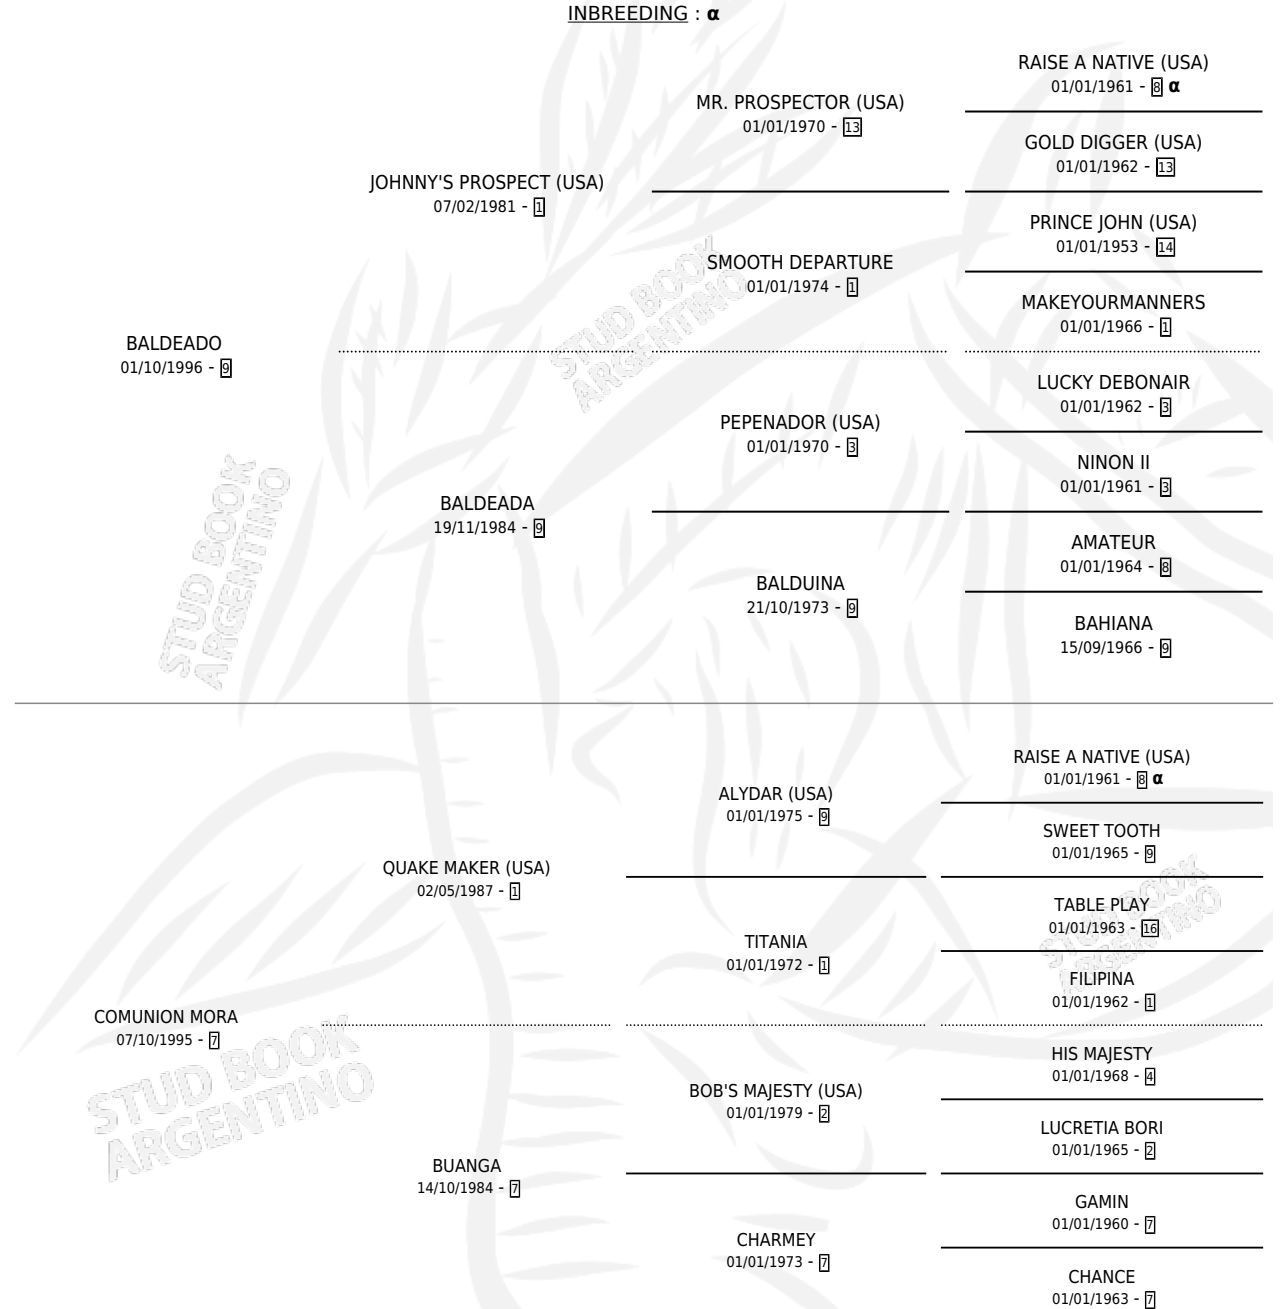 INBREEDING : α
RAISE A NATIVE (USA)
01/01/1961 - 8 α
MR. PROSPECTOR (USA)
01/01/1970 - 13
GOLD DIGGER (USA)
01/01/1962 - 13
JOHNNY'S PROSPECT (USA)
07/02/1981 - 1
PRINCE JOHN (USA)
01/01/1953 - 14
SMOOTH DEPARTURE
01/01/1974 - 1
MAKEYOURMANNERS
01/01/1966 - 1
BALDEADO
01/10/1996 - 9
LUCKY DEBONAIR
01/01/1962 - 3
PEPENADOR (USA)
01/01/1970 - 3
NINON II
01/01/1961 - 3
BALDEADA
19/11/1984 - 9
AMATEUR
01/01/1964 - 8
BALDUINA
21/10/1973 - 9
BAHIANA
15/09/1966 - 9
STUD BOOK
ARGENTINO
STUD BOOK
ARGENTINO
RAISE A NATIVE (USA)
01/01/1961 - 8 α
ALYDAR (USA)
01/01/1975 - 9
SWEET TOOTH
01/01/1965 - 9
QUAKE MAKER (USA)
02/05/1987 - 1
TABLE PLAY
01/01/1963 - 16
TITANIA
01/01/1972 - 1
FILIPINA
01/01/1962 - 1
COMUNION MORA
07/10/1995 - 7
HIS MAJESTY
01/01/1968 - 4
BOB'S MAJESTY (USA)
01/01/1979 - 2
LUCRETIA BORI
01/01/1965 - 2
BUANGA
14/10/1984 - 7
GAMIN
01/01/1960 - 7
CHARMEY
01/01/1973 - 7
CHANCE
01/01/1963 - 7
STUD BOOK
ARGENTINO
STUD BOOK
ARGENTINO